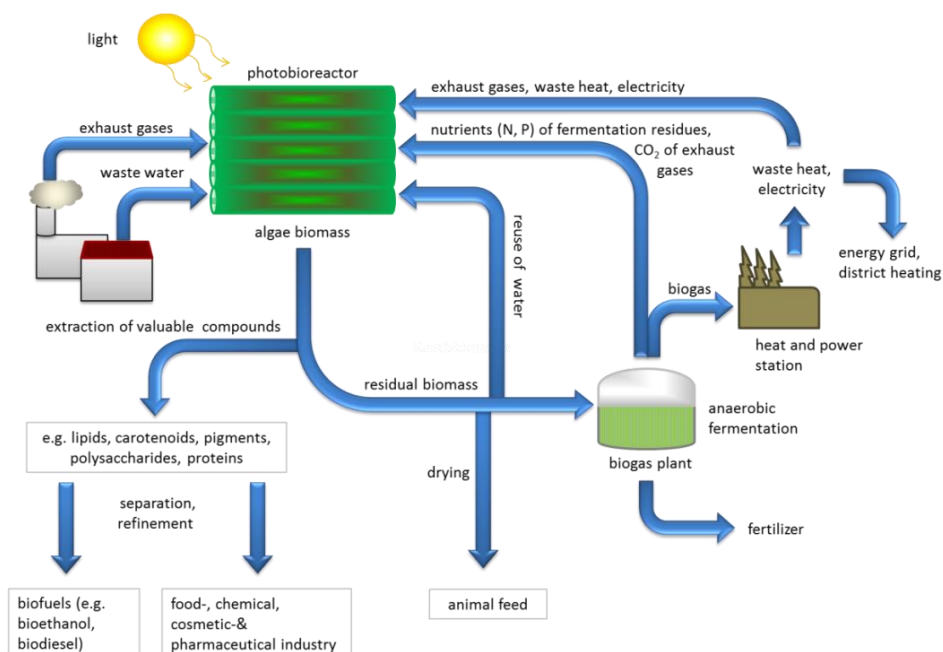 light
photobioreactor
exhaust gases
waste water
exhaust gases, waste heat, electricity
nutrients (N, P) of fermentation residues,
CO₂ of exhaust
gases
waste heat,
electricity
energy grid,
district heating
algae biomass
reuse of water
biogas
heat and power
station
extraction of valuable compounds
residual biomass
anaerobic
fermentation
biogas plant
e.g. lipids, carotenoids, pigments,
polysaccharides, proteins
drying
separation,
refinement
fertilizer
biofuels (e.g.
bioethanol,
biodiesel)
food-, chemical,
cosmetic-&
pharmaceutical industry
animal feed